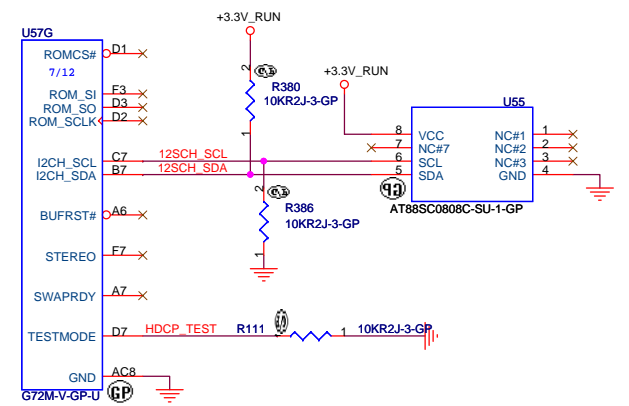 +3.3V_RUN
U57G
ROMCS# D1
7/12
ROM_SI F3
ROM_SO D3
ROM_SCLK D2
I2CH_SCL C7 12SCH_SCL
I2CH_SDA B7 12SCH_SDA
BUFRST# A6
STEREO F7
SWAPRDY A7
TESTMODE D7 HDCP_TEST
GND AC8
G72M-V-GP-U GP
2
R380
10KR2J-3-GP
1
+3.3V_RUN
U55
8 VCC NC#1 1
7 NC#7 NC#2 2
6 SCL NC#3 3
5 SDA GND 4
AT88SC0808C-SU-1-GP
2
R386
10KR2J-3-GP
1
R111 1 10KR2J-3-GP